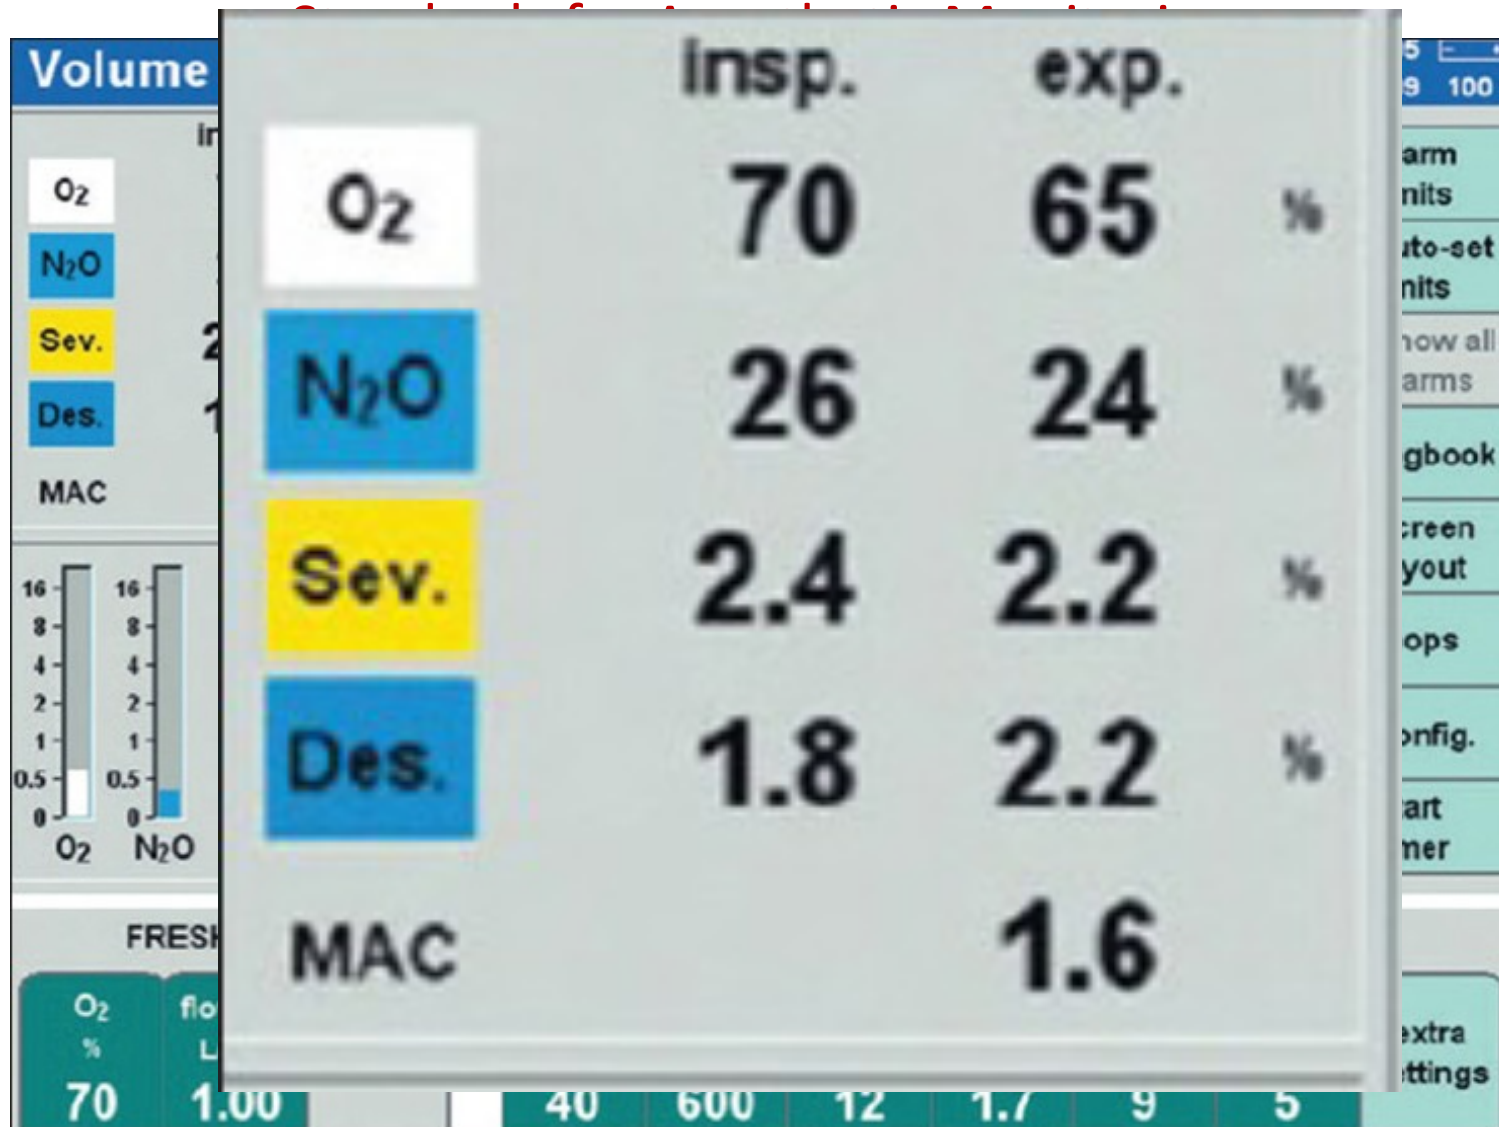 Volume
insp. exp.
O2 70 65 %
N2O 26 24 %
Sev. 2.4 2.2 %
Des. 1.8 2.2 %
MAC 1.6
O2
N2O
Sev.
Des.
MAC
16 16
8 8
4 4
2 2
1 1
0.5 0.5
0 0
O2 N2O
O2
%
70 1.00 40 600 12 1.7 9 5
100
gbook
extra